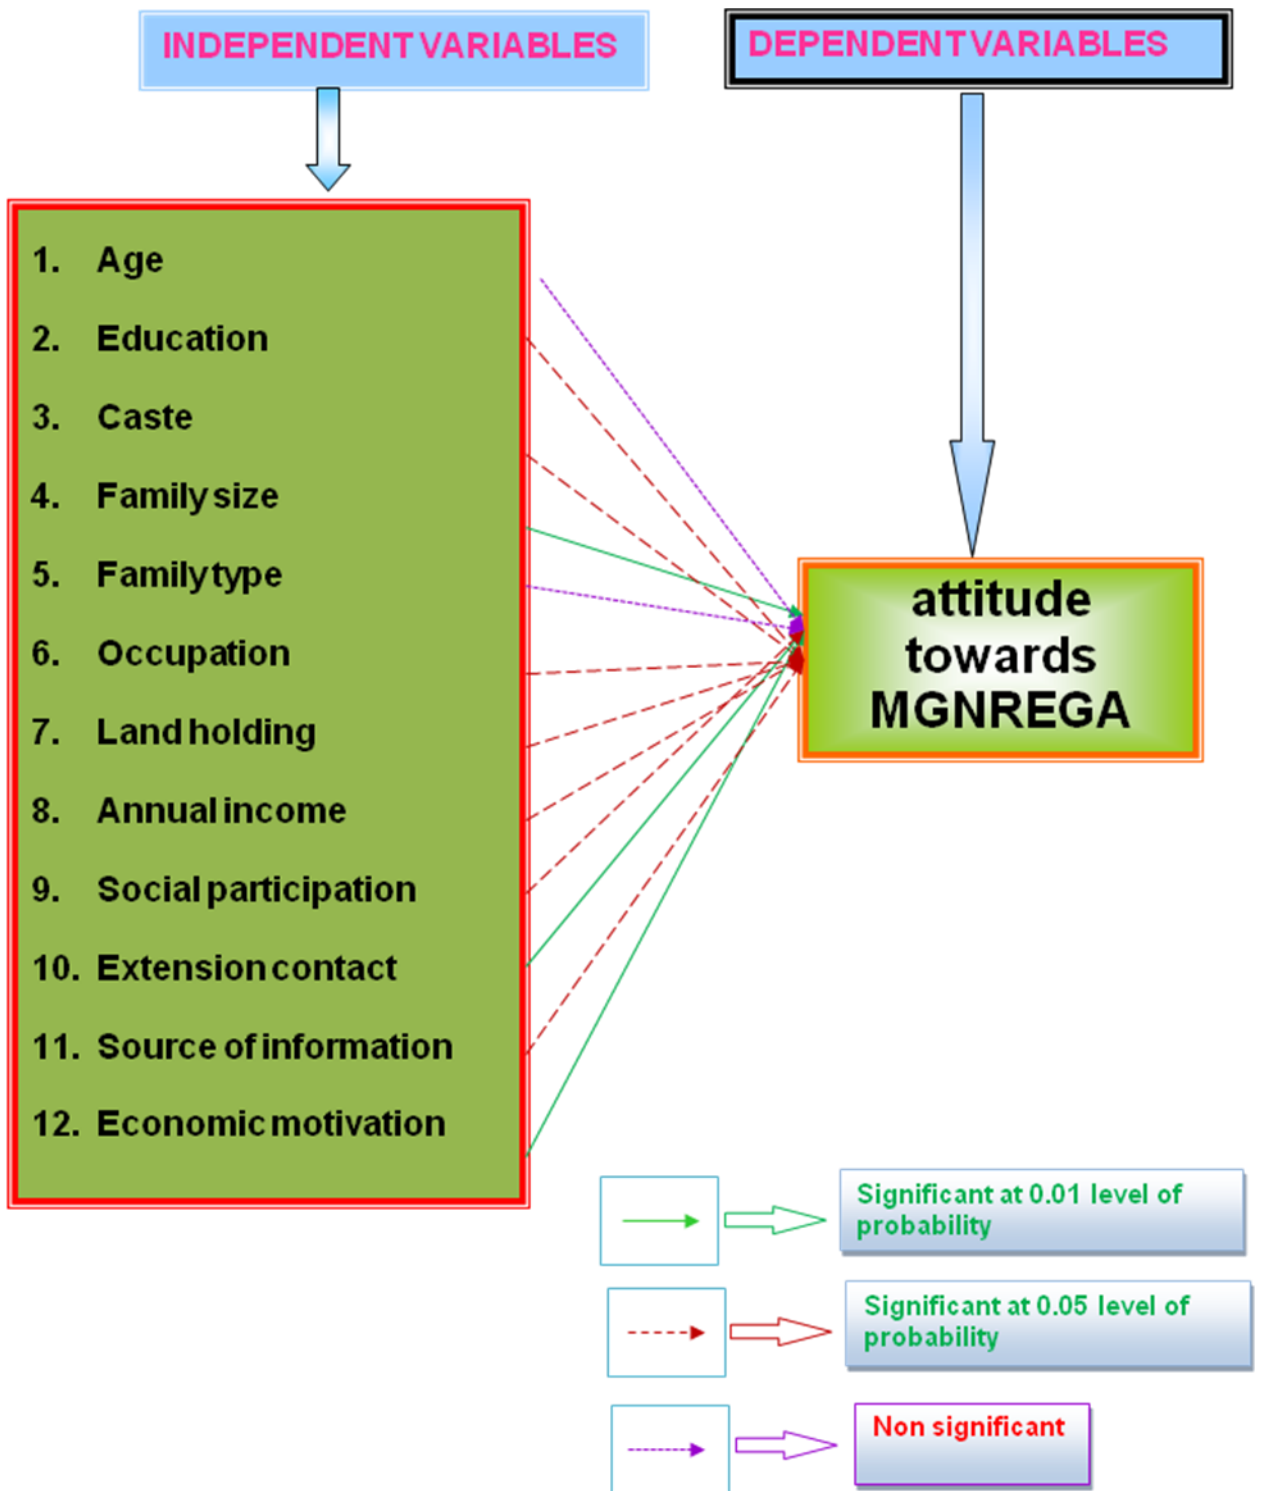 INDEPENDENT VARIABLES
DEPENDENT VARIABLES
1. Age
2. Education
3. Caste
4. Family size
5. Family type
6. Occupation
7. Land holding
8. Annual income
9. Social participation
10. Extension contact
11. Source of information
12. Economic motivation
attitude
towards
MGNREGA
Significant at 0.01 level of
probability
Significant at 0.05 level of
probability
Non significant